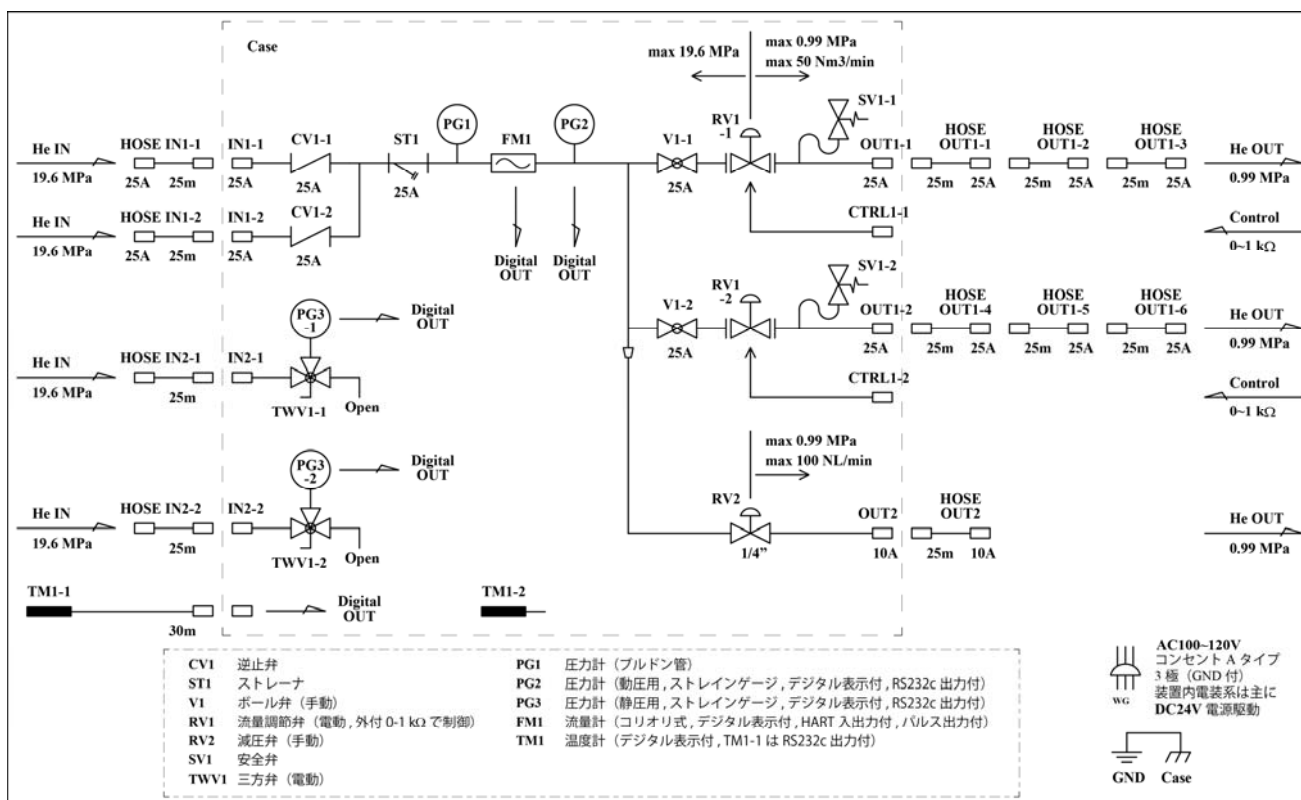 Case
max 19.6 MPa
max 0.99 MPa
max 50 Nm3/min
SV1-1
PG1
PG2
He IN
19.6 MPa
HOSE IN1-1
25A
25m
IN1-1
25A
CV1-1
25A
ST1
25A
FM1
V1-1
25A
RV1
-1
OUT1-1
25A
HOSE
OUT1-1
25m
25A
HOSE
OUT1-2
25m
25A
HOSE
OUT1-3
25m
25A
He OUT
0.99 MPa
He IN
19.6 MPa
HOSE IN1-2
25A
25m
IN1-2
25A
CV1-2
25A
Digital
OUT
Digital
OUT
CTRL1-1
Control
0~1 kΩ
SV1-2
PG3
-1
Digital
OUT
V1-2
25A
RV1
-2
OUT1-2
25A
HOSE
OUT1-4
25m
25A
HOSE
OUT1-5
25m
25A
HOSE
OUT1-6
25m
25A
He OUT
0.99 MPa
He IN
19.6 MPa
HOSE IN2-1
25m
IN2-1
TWV1-1
Open
CTRL1-2
Control
0~1 kΩ
PG3
-2
Digital
OUT
max 0.99 MPa
max 100 NL/min
He IN
19.6 MPa
HOSE IN2-2
25m
IN2-2
TWV1-2
Open
RV2
1/4”
OUT2
10A
HOSE
OUT2
25m
10A
He OUT
0.99 MPa
TM1-1
30m
Digital
OUT
TM1-2
CV1 逆止弁
ST1 ストレーナ
V1 ボール弁（手動）
RV1 流量調節弁（電動 , 外付 0-1 kΩ で制御）
RV2 減圧弁（手動）
SV1 安全弁
TWV1 三方弁（電動）
PG1 圧力計（ブルドン管）
PG2 圧力計（動圧用 , ストレインゲージ , デジタル表示付 , RS232c 出力付）
PG3 圧力計（静圧用 , ストレインゲージ , デジタル表示付 , RS232c 出力付）
FM1 流量計（コリオリ式 , デジタル表示付 , HART 入出力付 , パルス出力付）
TM1 温度計（デジタル表示付 , TM1-1 は RS232c 出力付）
WG
AC100~120V
コンセント A タイプ
3 極（GND 付）
装置内電装系は主に
DC24V 電源駆動
GND
Case